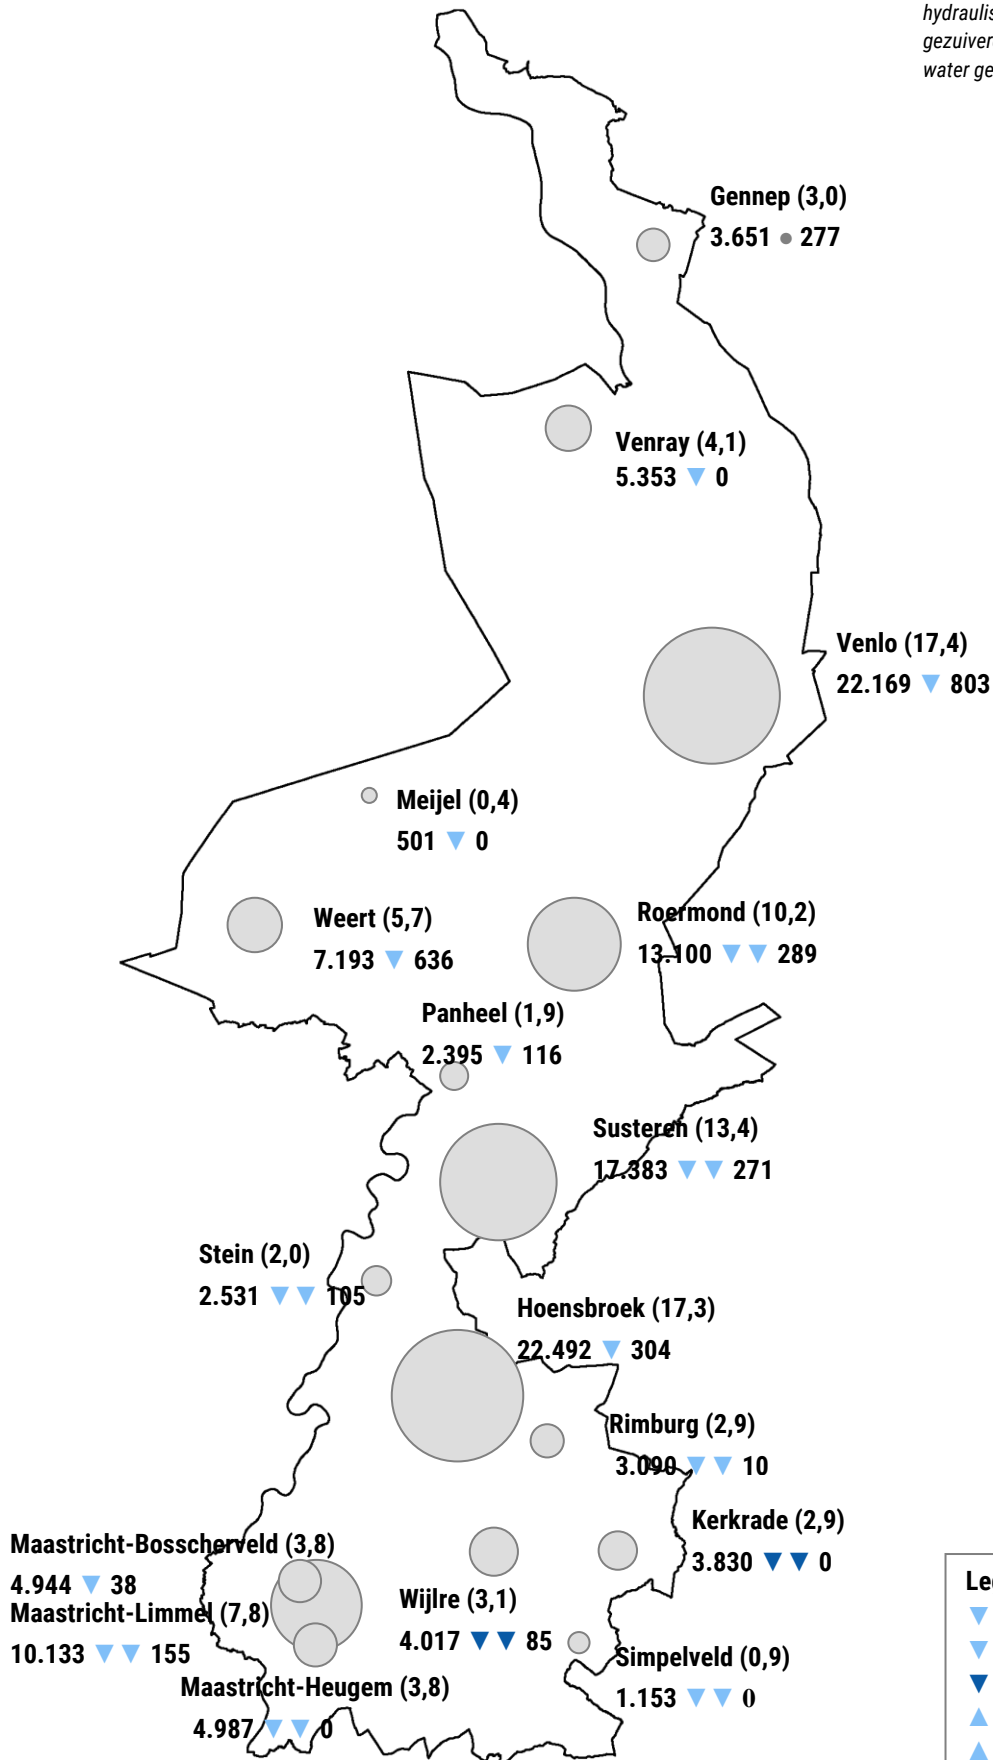 Gennep (3,0)
3.651 ● 277
Venray (4,1)
5.353 ▼ 0
Venlo (17,4)
22.169 ▼ 803
Meijel (0,4)
501 ▼ 0
Weert (5,7)
7.193 ▼ 636
Roermond (10,2)
13.100 ▼ ▼ 289
Panheel (1,9)
2.395 ▼ 116
Susteren (13,4)
17.383 ▼ ▼ 271
Stein (2,0)
2.531 ▼ ▼ 105
Hoensbroek (17,3)
22.492 ▼ 304
Rimburg (2,9)
3.090 ▼ ▼ 10
Kerkrade (2,9)
3.830 ▼ ▼ 0
Maastricht-Bosscherveld (3,8)
4.944 ▼ 38
Maastricht-Limmel (7,8)
10.133 ▼ ▼ 155
Wijlre (3,1)
4.017 ▼ ▼ 85
Simpelveld (0,9)
1.153 ▼ ▼ 0
Maastricht-Heugem (3,8)
4.987 ▼ ▼ 0
water